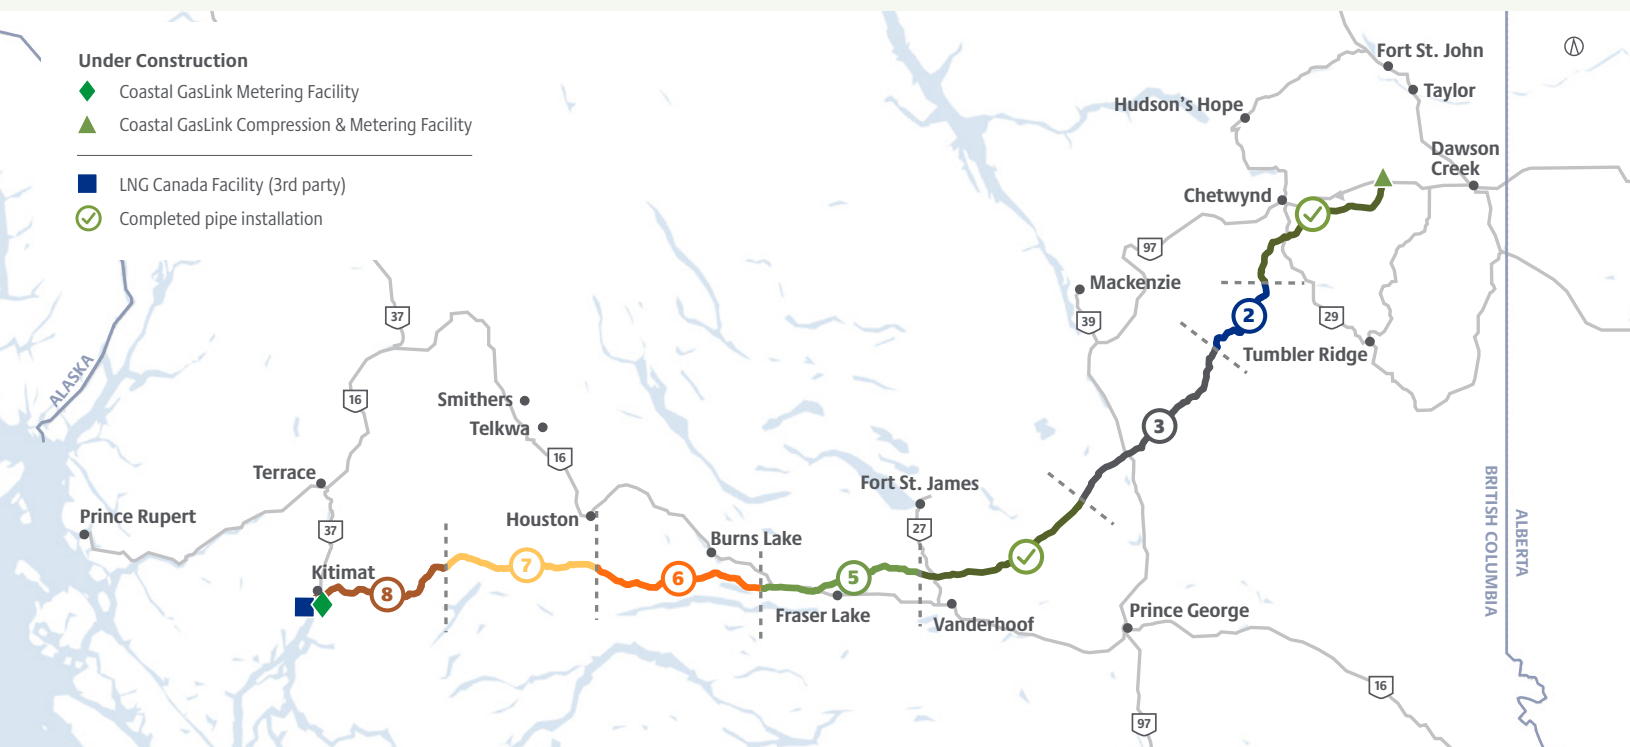 Under Construction
Coastal GasLink Metering Facility
Coastal GasLink Compression & Metering Facility
LNG Canada Facility (3rd party)
Completed pipe installation
Fort St. John
Taylor
Hudson's Hope
Dawson
Creek
Chetwynd
97
Mackenzie
39
2
29
Tumbler Ridge
37
ALASKA
16
Smithers
Telkwa
16
3
Terrace
Fort St. James
BRITISH COLUMBIA
ALBERTA
Prince Rupert
37
Houston
27
Burns Lake
Kitimat
8
7
6
5
Fraser Lake
Vanderhoof
Prince George
16
97